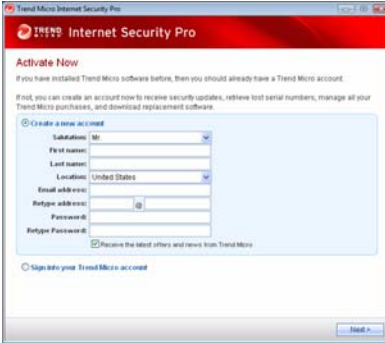 Trend Micro Internet Security Pro
TREND MICRO Internet Security Pro
Activate Now
If you have installed Trend Micro software before, then you should already have a Trend Micro account.
If not, you can create an account now to receive security updates, retrieve lost serial numbers, manage all your
Trend Micro purchases, and download replacement software.
Create a new account
Salutation: Mr.
First name:
Last name:
Location: United States
Email address:
Retype address: @
Password:
Retype Password:
Receive the latest offers and news from Trend Micro
Sign into your Trend Micro account
Next >